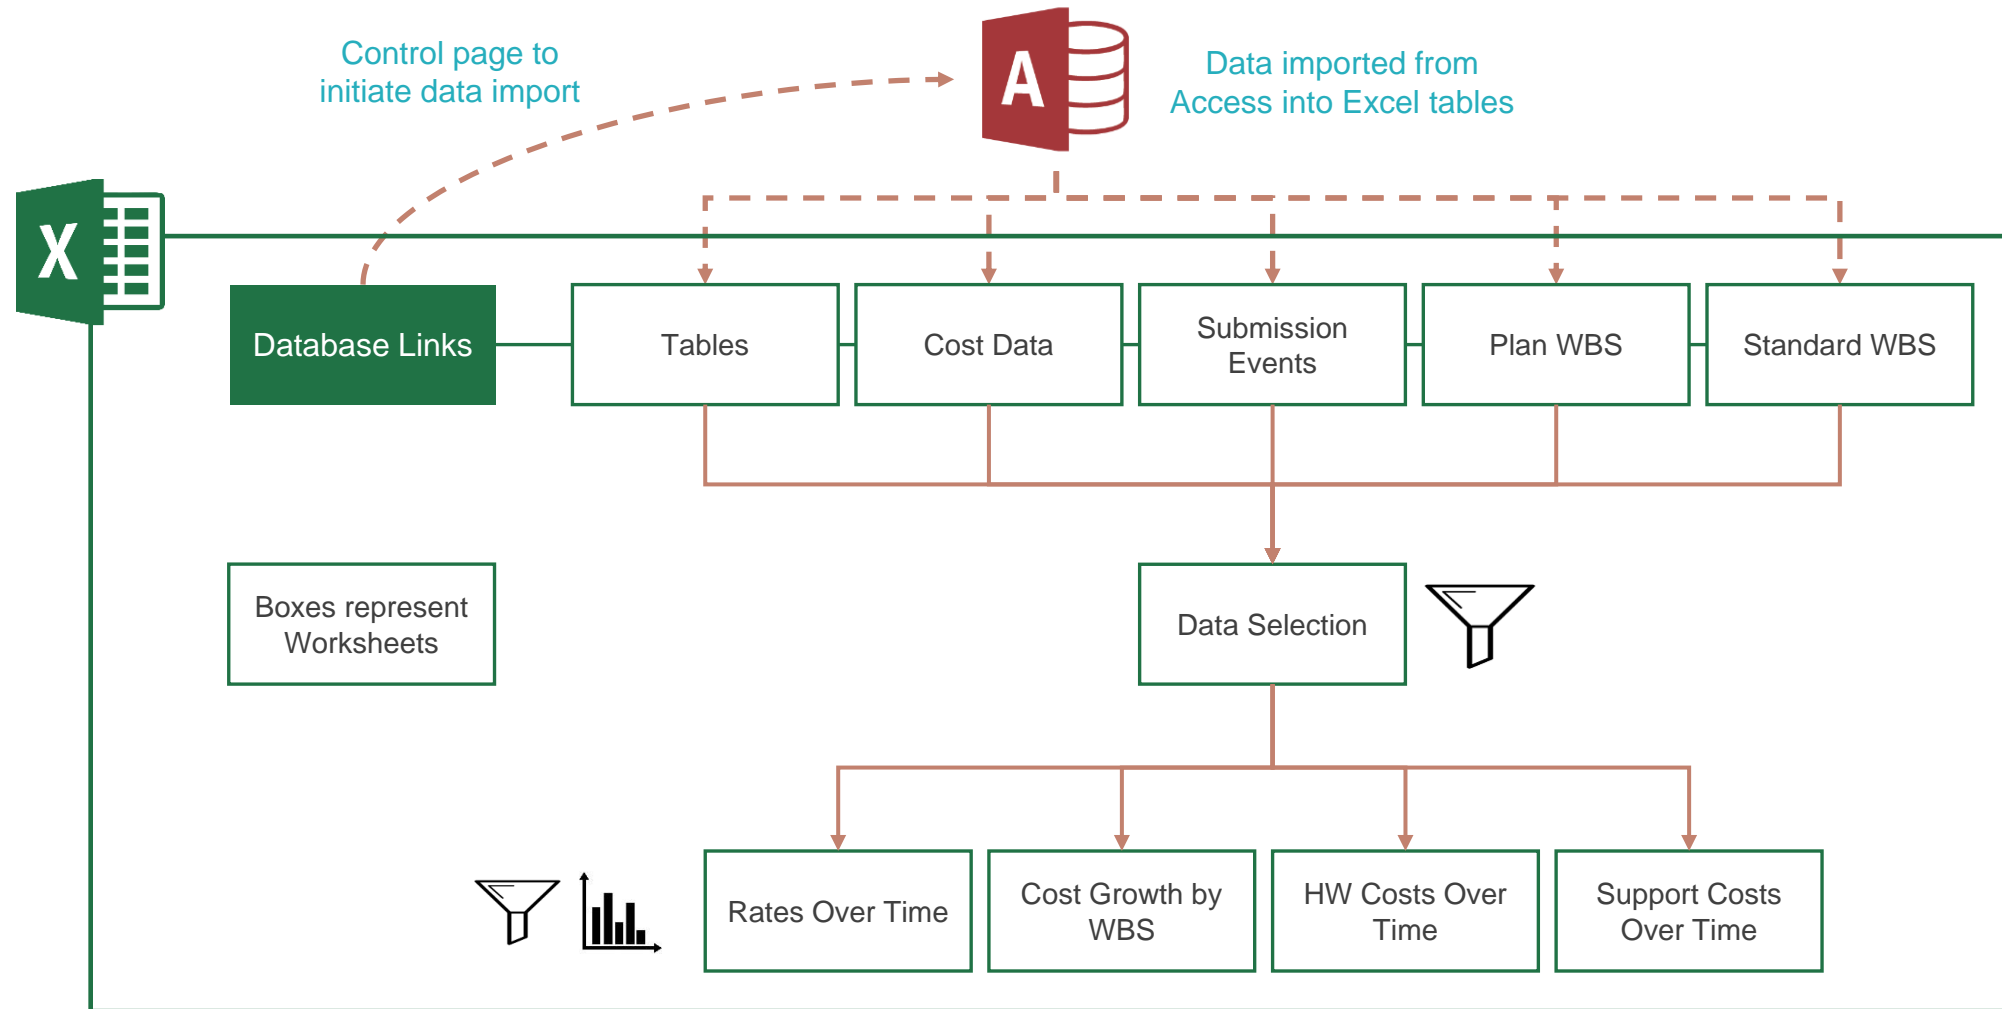 Control page to
initiate data import
A
Data imported from
Access into Excel tables
X
Database Links
Tables
Cost Data
Submission
Events
Plan WBS
Standard WBS
Boxes represent
Worksheets
Data Selection
Rates Over Time
Cost Growth by
WBS
HW Costs Over
Time
Support Costs
Over Time